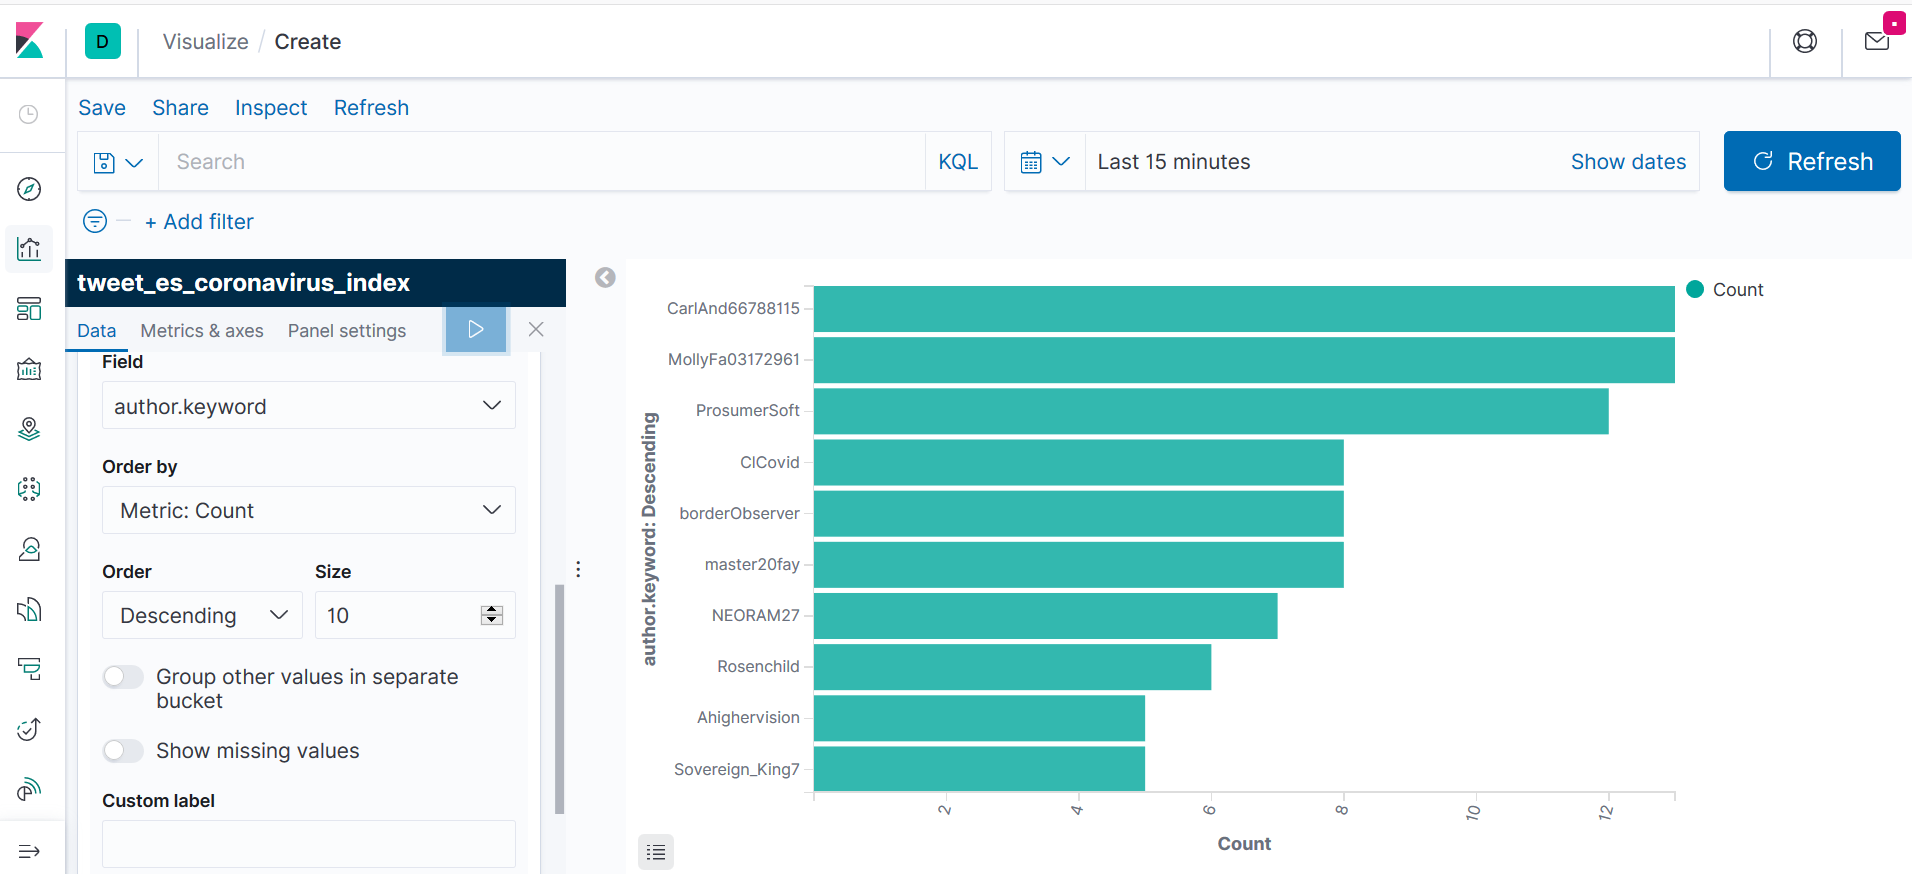 D
Visualize / Create
Save Share Inspect Refresh
Search
KQL
Last 15 minutes
Show dates
Refresh
+ Add filter
tweet_es_coronavirus_index
Data Metrics & axes Panel settings
Field
author.keyword
Order by
Metric: Count
Order Size
Descending 10
Group other values in separate
bucket
Show missing values
Custom label
author.keyword: Descending
CarlAnd66788115
MollyFa03172961
ProsumerSoft
ClCovid
borderObserver
master20fay
NEORAM27
Rosenchild
Ahighervision
Sovereign_King7
2 4 6 8 10 12
Count
Count